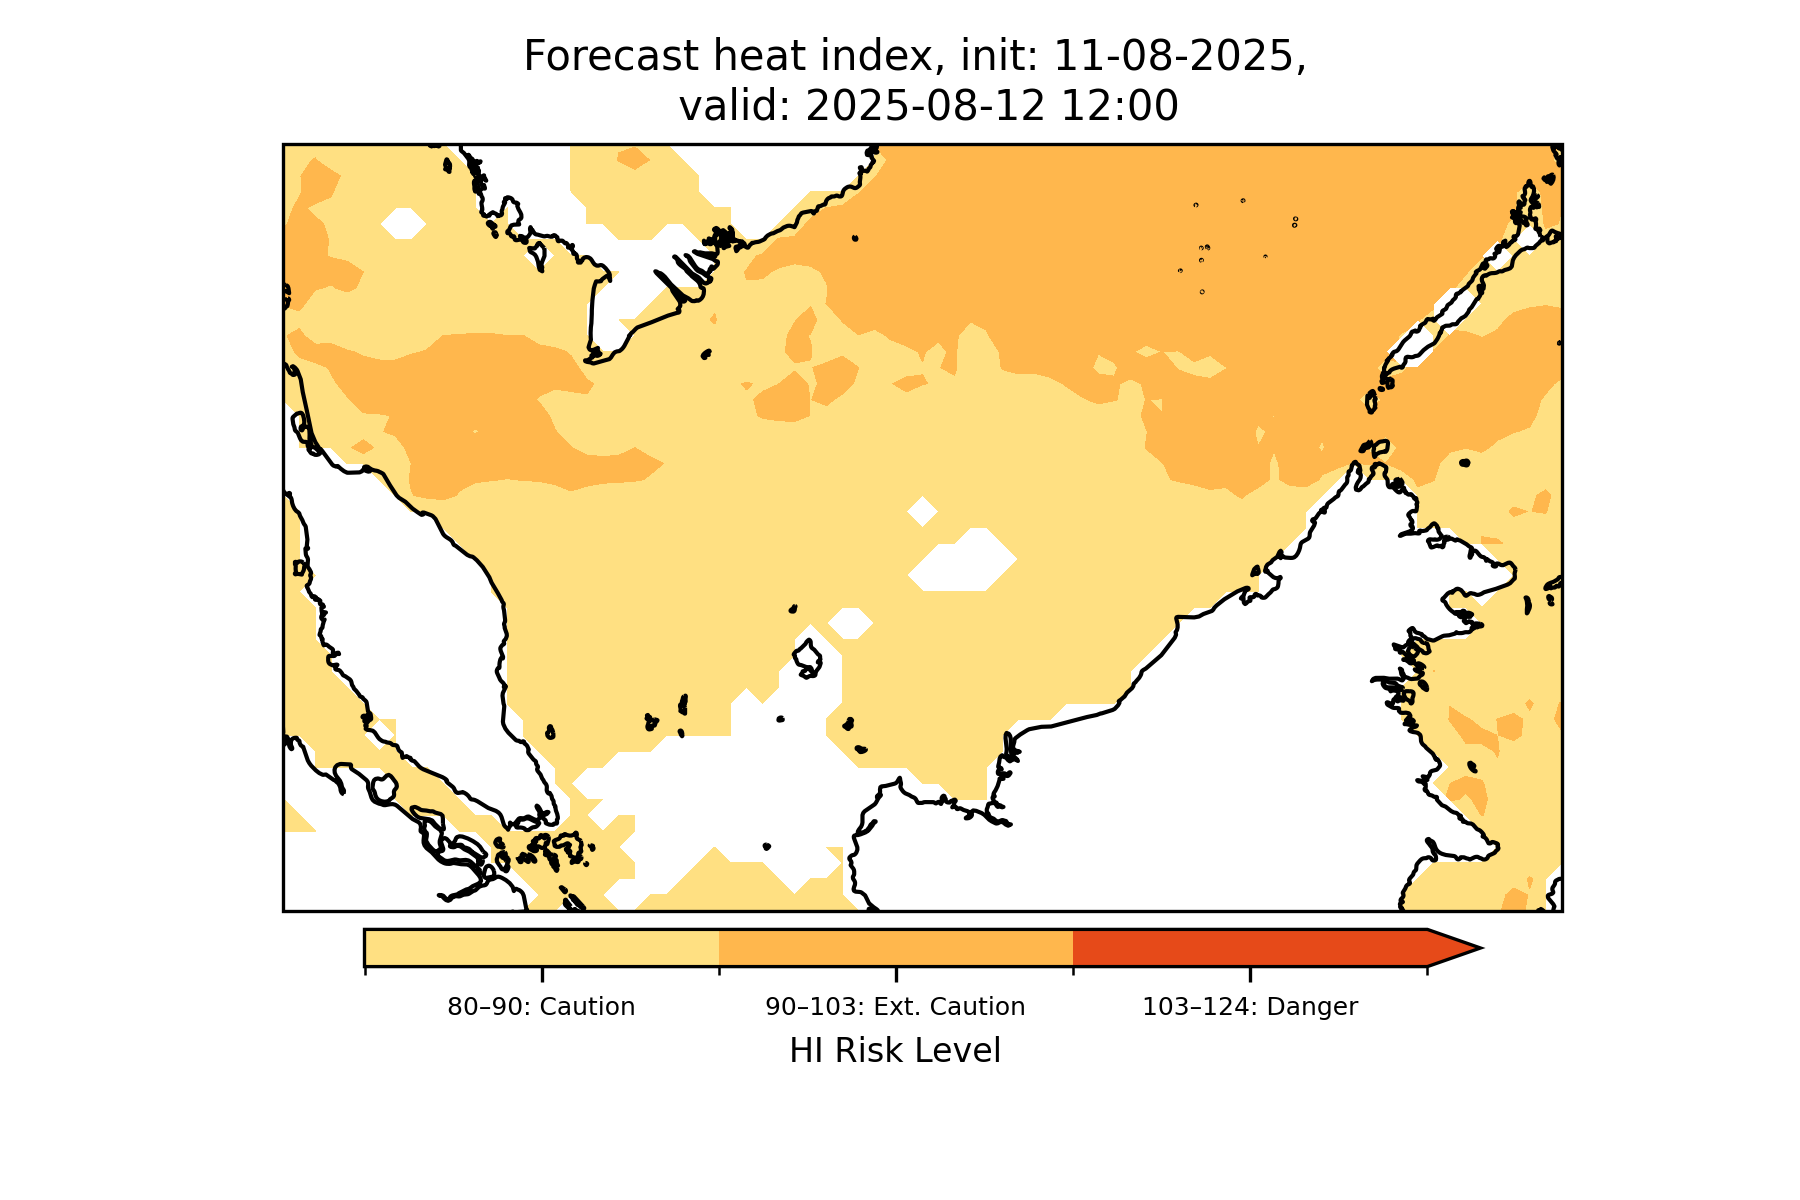 Forecast heat index, init: 11-08-2025,
valid: 2025-08-12 12:00
80–90: Caution
90–103: Ext. Caution
103–124: Danger
HI Risk Level